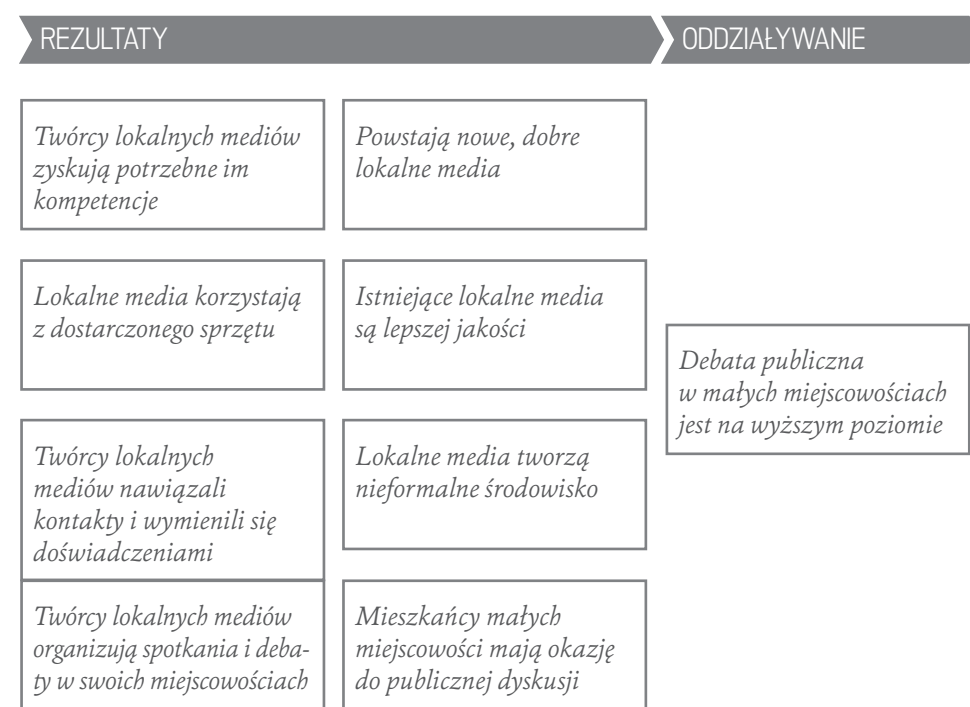 REZULTATY
ODDZIAŁYWANIE
Twórcy lokalnych mediów
zyskują potrzebne im
kompetencje
Powstają nowe, dobre
lokalne media
Lokalne media korzystają
z dostarczonego sprzętu
Istniejące lokalne media
są lepszej jakości
Debata publiczna
w małych miejscowościach
jest na wyższym poziomie
Twórcy lokalnych
mediów nawiązali
kontakty i wymienili się
doświadczeniami
Lokalne media tworzą
nieformalne środowisko
Twórcy lokalnych mediów
organizują spotkania i deba-
ty w swoich miejscowościach
Mieszkańcy małych
miejscowości mają okazję
do publicznej dyskusji